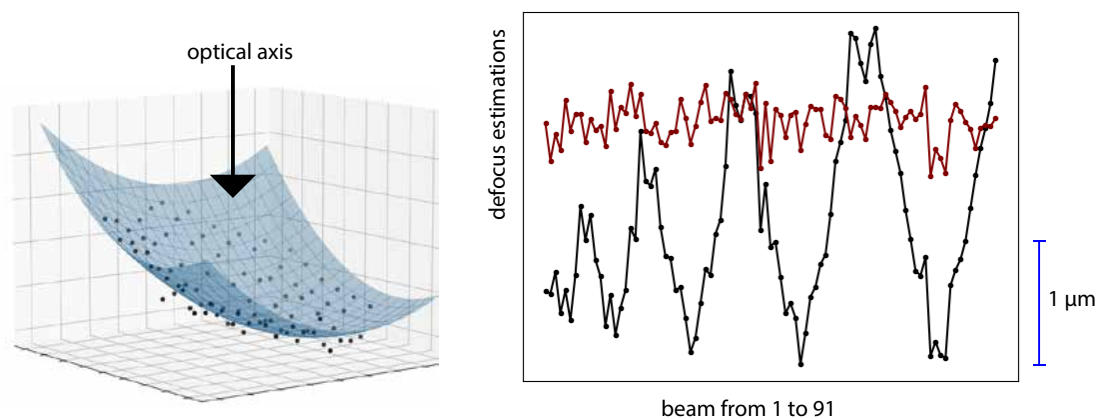 optical axis
defocus estimations
1 μm
beam from 1 to 91